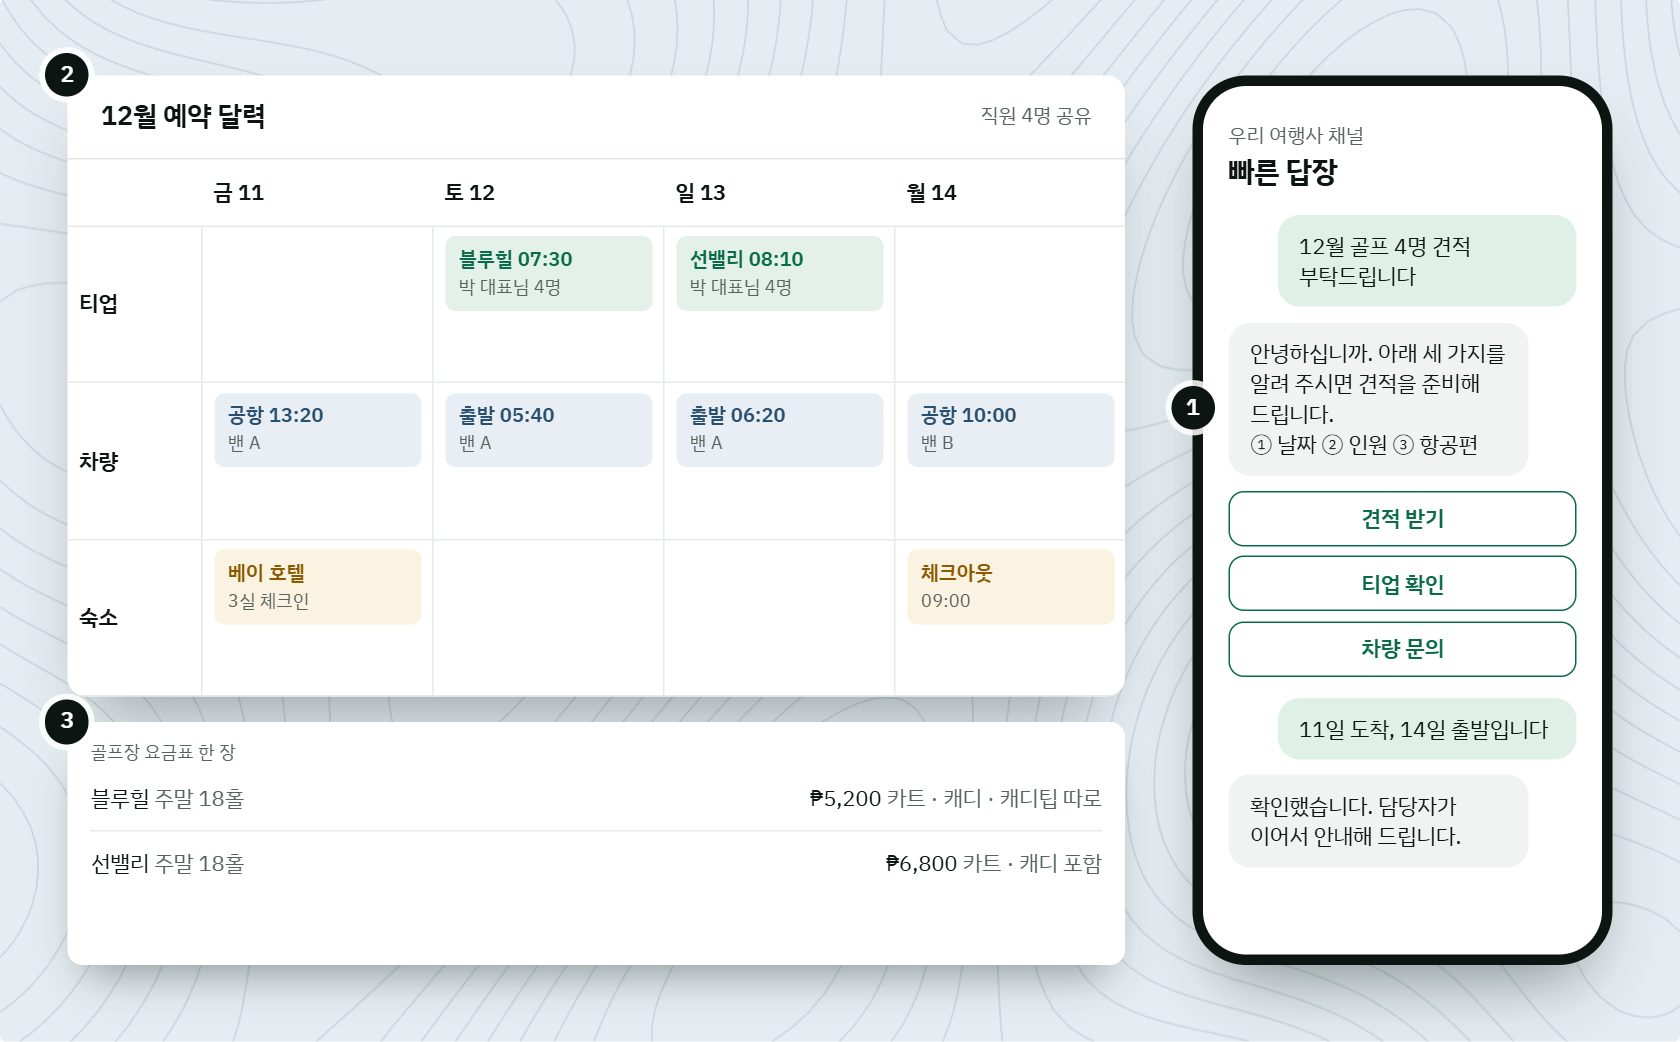 2
12월 예약 달력
직원 4명 공유
금 11
토 12
일 13
월 14
티업
블루힐 07:30
박 대표님 4명
선밸리 08:10
박 대표님 4명
차량
공항 13:20
밴 A
출발 05:40
밴 A
출발 06:20
밴 A
공항 10:00
밴 B
숙소
베이 호텔
3실 체크인
체크아웃
09:00
3
골프장 요금표 한 장
블루힐 주말 18홀
₱5,200 카트 · 캐디 · 캐디팁 따로
선밸리 주말 18홀
₱6,800 카트 · 캐디 포함
1
우리 여행사 채널
빠른 답장
12월 골프 4명 견적
부탁드립니다
안녕하십니까. 아래 세 가지를
알려 주시면 견적을 준비해
드립니다.
① 날짜 ② 인원 ③ 항공편
견적 받기
티업 확인
차량 문의
11일 도착, 14일 출발입니다
확인했습니다. 담당자가
이어서 안내해 드립니다.